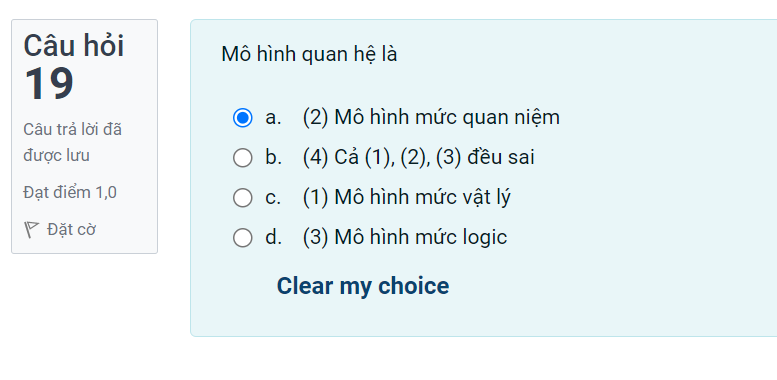 Câu hỏi
19
Câu trả lời đã
được lưu
Đạt điểm 1,0
Đặt cờ
Mô hình quan hệ là
a. (2) Mô hình mức quan niệm
b. (4) Cả (1), (2), (3) đều sai
c. (1) Mô hình mức vật lý
d. (3) Mô hình mức logic
Clear my choice